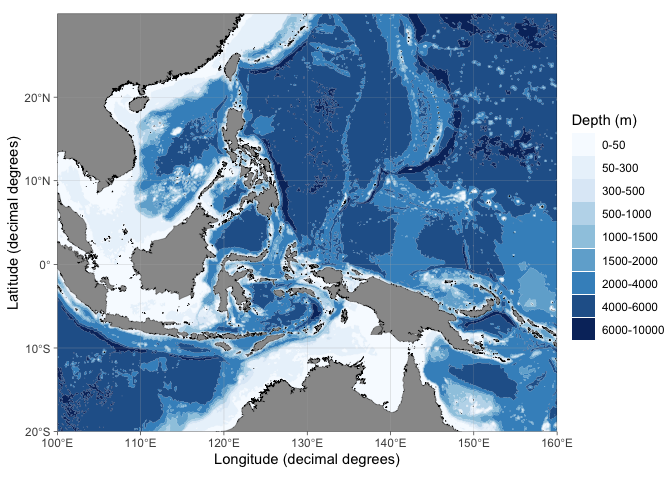 Depth (m)
0-50
50-300
300-500
500-1000
1000-1500
1500-2000
2000-4000
4000-6000
6000-10000
Latitude (decimal degrees)
20°N
10°N
0°
10°S
20°S
100°E 110°E 120°E 130°E 140°E 150°E 160°E
Longitude (decimal degrees)